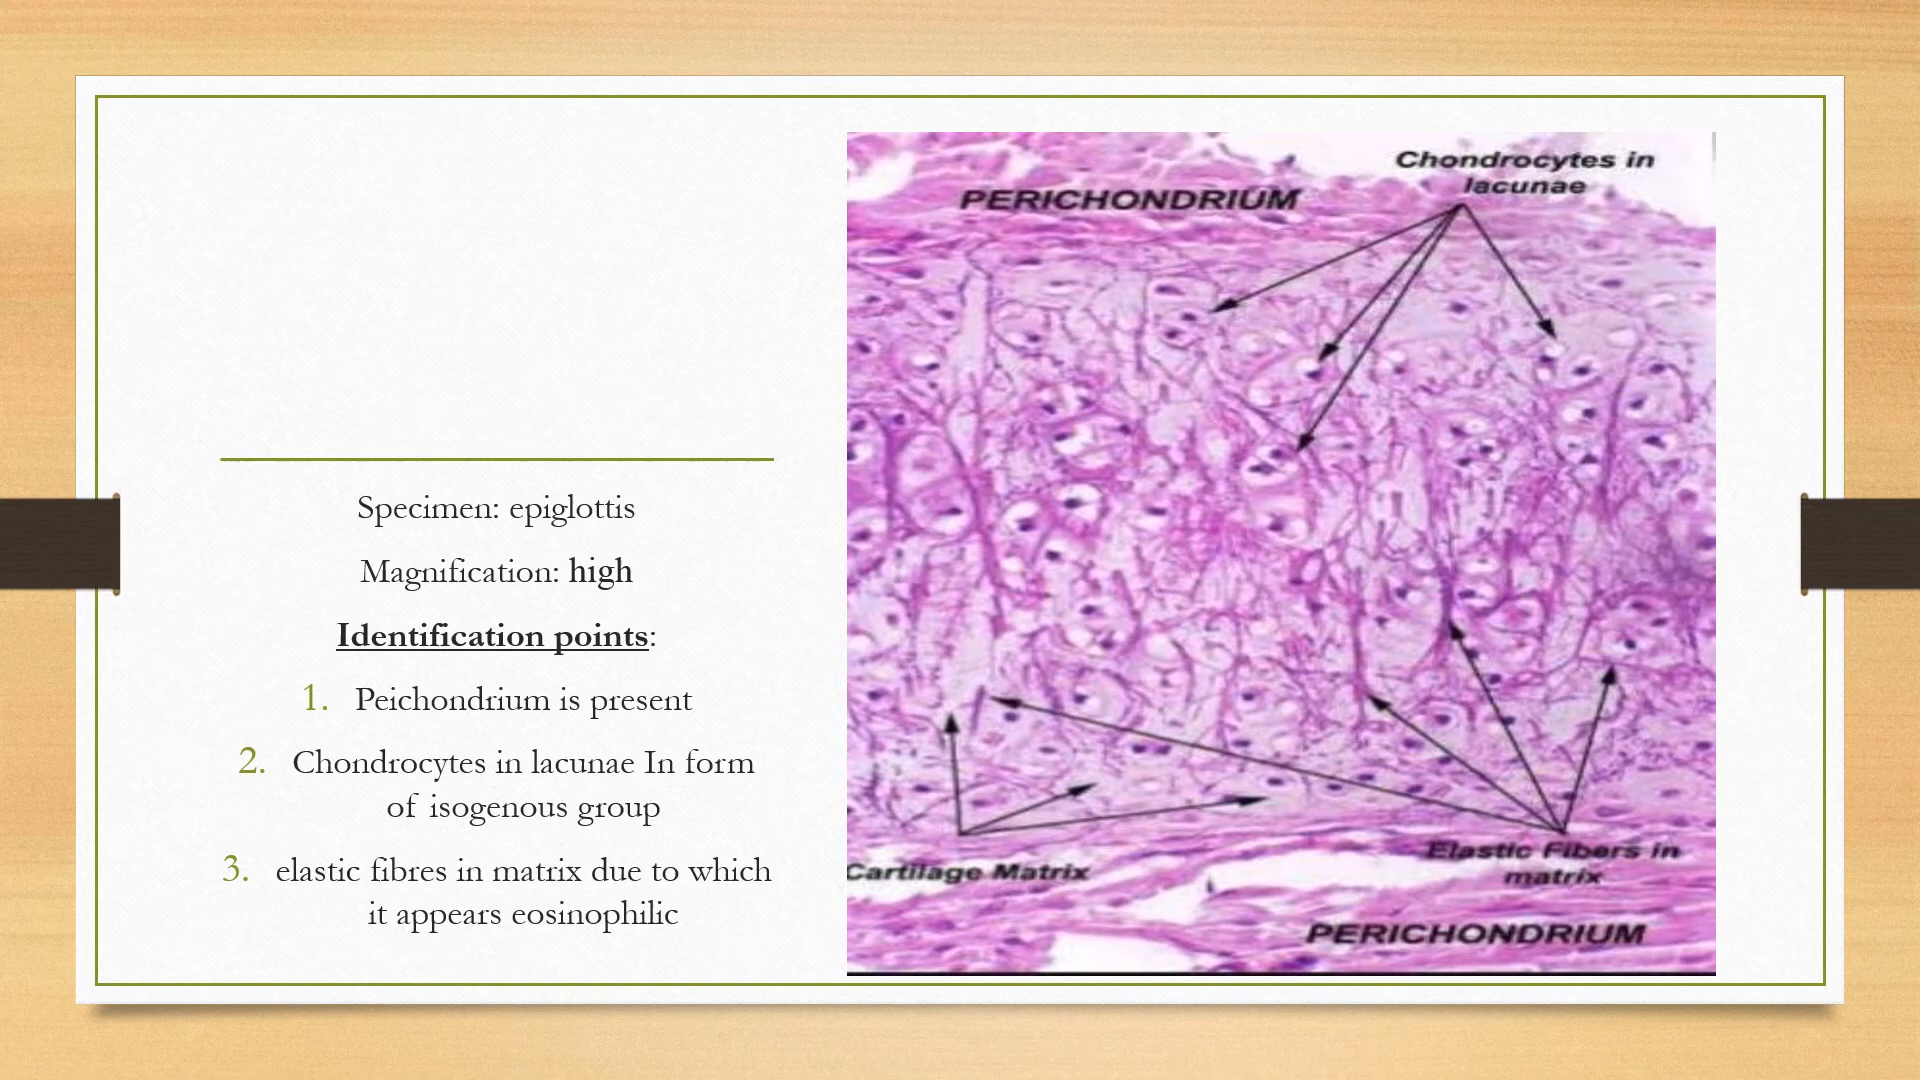 Specimen: epiglottis
Magnification: high
Identification points:
1. Peichondrium is present
2. Chondrocytes in lacunae In form
of isogenous group
3. elastic fibres in matrix due to which
it appears eosinophilic
Chondrocytes in
lacunae
PERICHONDRIUM
Cartilage Matrix
Elastic Fibers in
matrix
PERICHONDRIUM